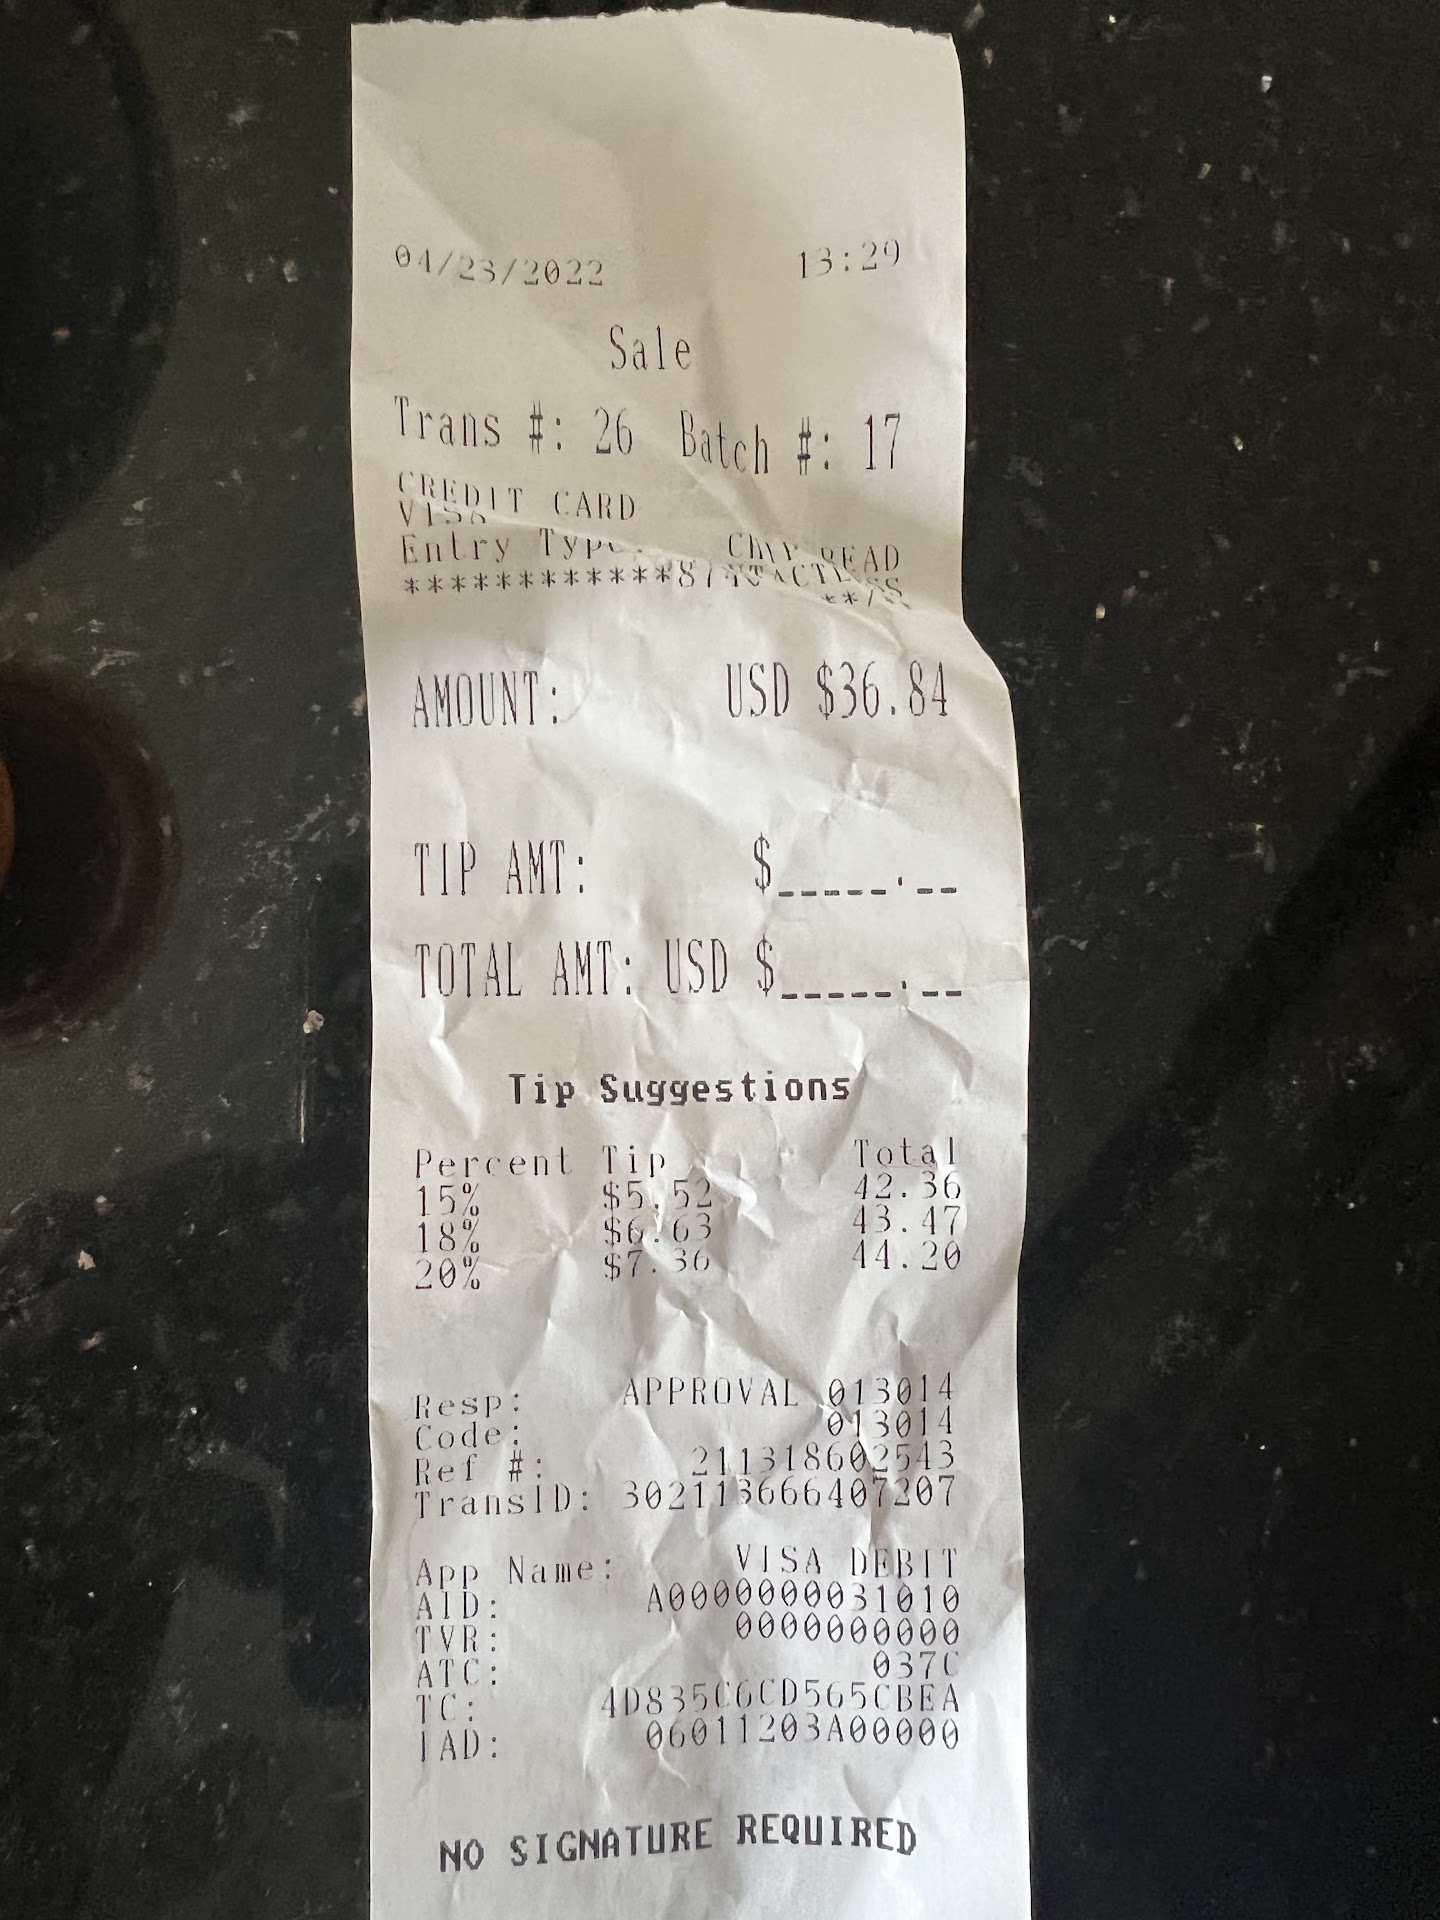 04/23/2022 13:29
Sale
Trans #: 26 Batch #: 17
CREDIT CARD
VISA
Entry Type:
************
**/**
AMOUNT: USD $36.84
TIP AMT: $_____.__
TOTAL AMT: USD $_____.__
Tip Suggestions
Percent Tip Total
15% $5.52 42.36
18% $6.63 43.47
20% $7.36 44.20
Resp: APPROVAL 013014
Code: 013014
Ref #: 211318602543
TransID: 302113666407207
App Name: VISA DEBIT
AID: A0000000031010
TVR: 0000000000
ATC: 037C
TC: 4D835C6CD565CBEA
IAD: 06011203A00000
NO SIGNATURE REQUIRED